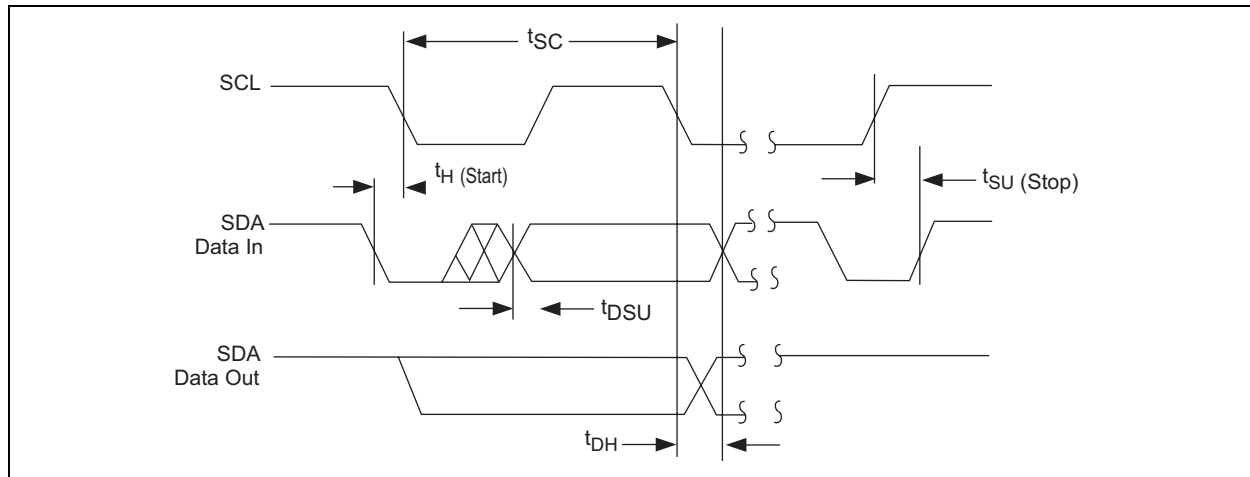 tSC
SCL
tH (Start)
tSU (Stop)
SDA
Data In
tDSU
SDA
Data Out
tDH